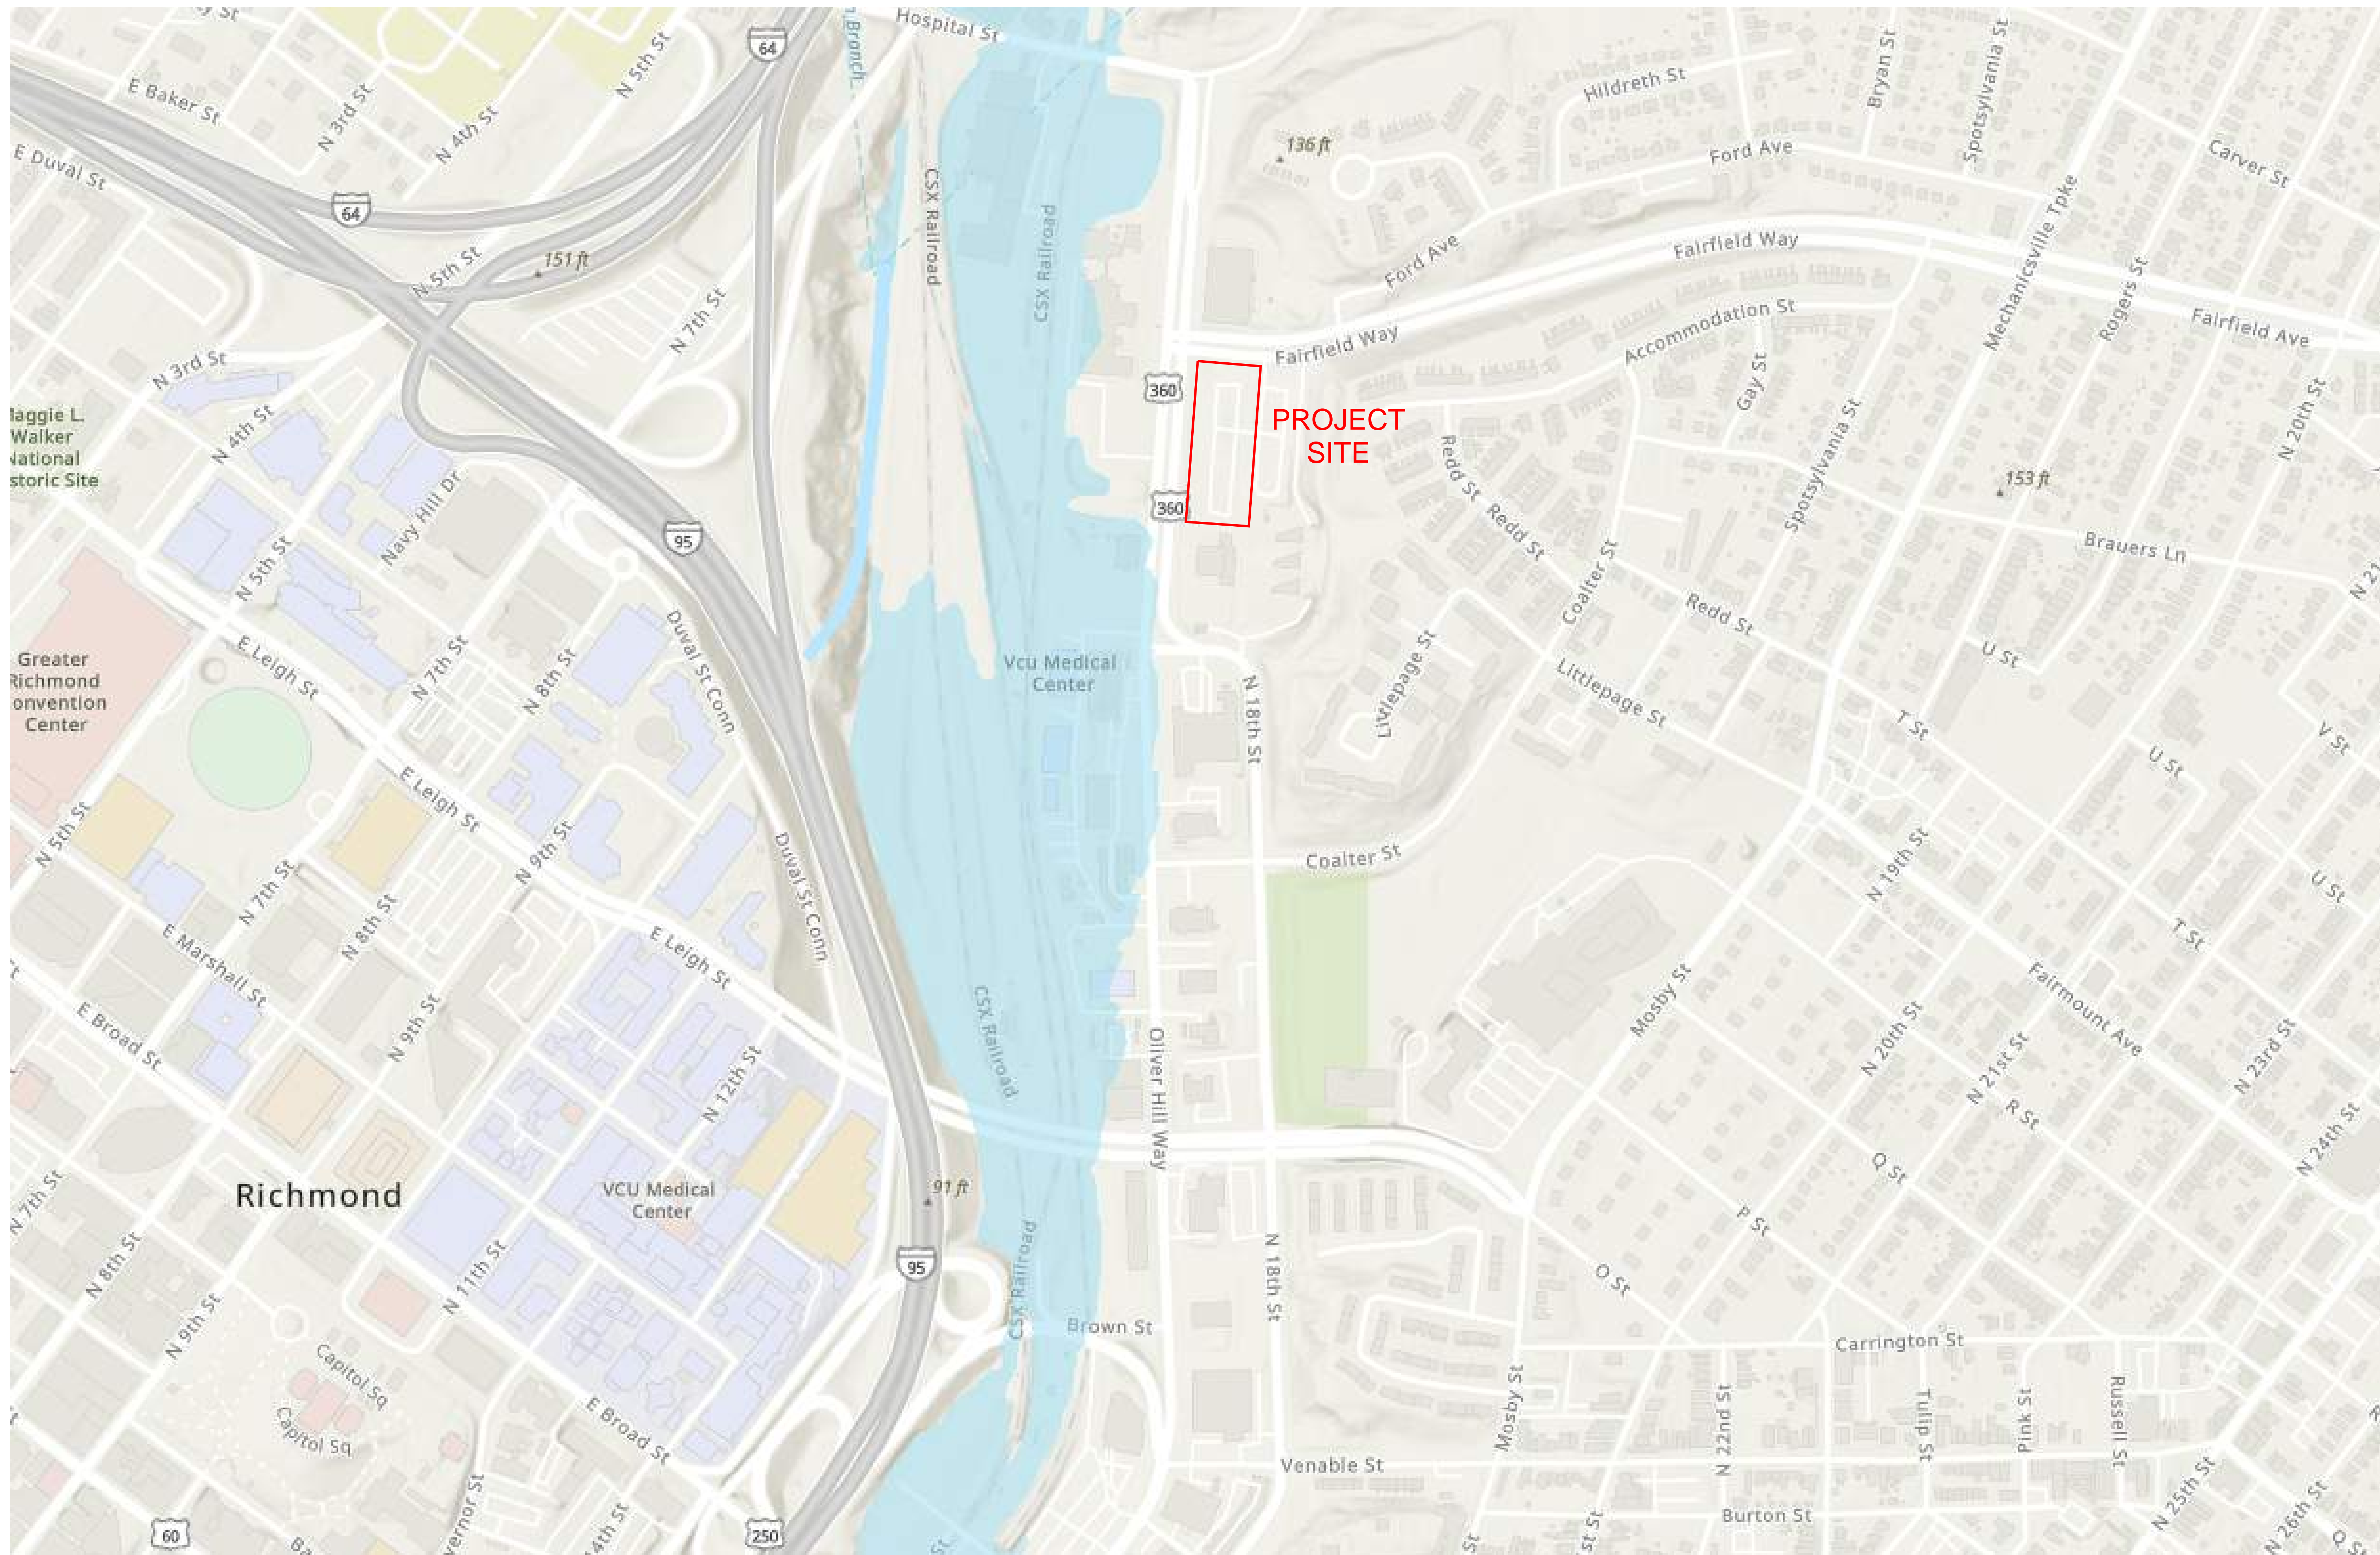 Hospital St
64
Branch
E Baker St
N 3rd St
N 4th St
N 5th St
E Duval St
64
N 5th St
151 ft
N 7th St
CSX Railroad
CSX Railroad
136 ft
Hildreth St
Bryan St
Spotsylvania St
Ford Ave
Carver St
Mechanicsville Tpke
Fairfield Way
Ford Ave
Rogers St
Fairfield Ave
Accommodation St
Fairfield Way
N 3rd St
N 4th St
360
PROJECT
SITE
Gay St
Spotsylvania St
N 20th St
Walker
Navy Hill Dr
360
Redd St
153 ft
95
Redd St
Brauers Ln
N 5th St
Coalter St
Redd St
Duval St Conn
Greater
Richmond
Center
E Leigh St
N 7th St
N 8th St
Vcu Medical
Center
N 18th St
Littlepage St
Littlepage St
U St
T St
V St
U St
E Leigh St
N 5th St
N 9th St
Duval St Conn
Coalter St
N 19th St
U St
N 7th St
N 8th St
E Marshall St
E Leigh St
T St
Fairmount Ave
Mosby St
E Broad St
N 9th St
CSX Railroad
Oliver Hill Way
N 12th St
N 20th St
N 21st St
N 23rd St
R St
N 24th St
Q St
Richmond
VCU Medical
Center
91 ft
P St
N 7th St
N 8th St
N 11th St
95
CSX Railroad
N 18th St
O St
N 9th St
Brown St
Carrington St
Capitol Sq
Capitol Sq
E Broad St
Mosby St
N 22nd St
Tulip St
Pink St
Russell St
Venable St
N 25th St
N 26th St
Burton St
60
250
Q St